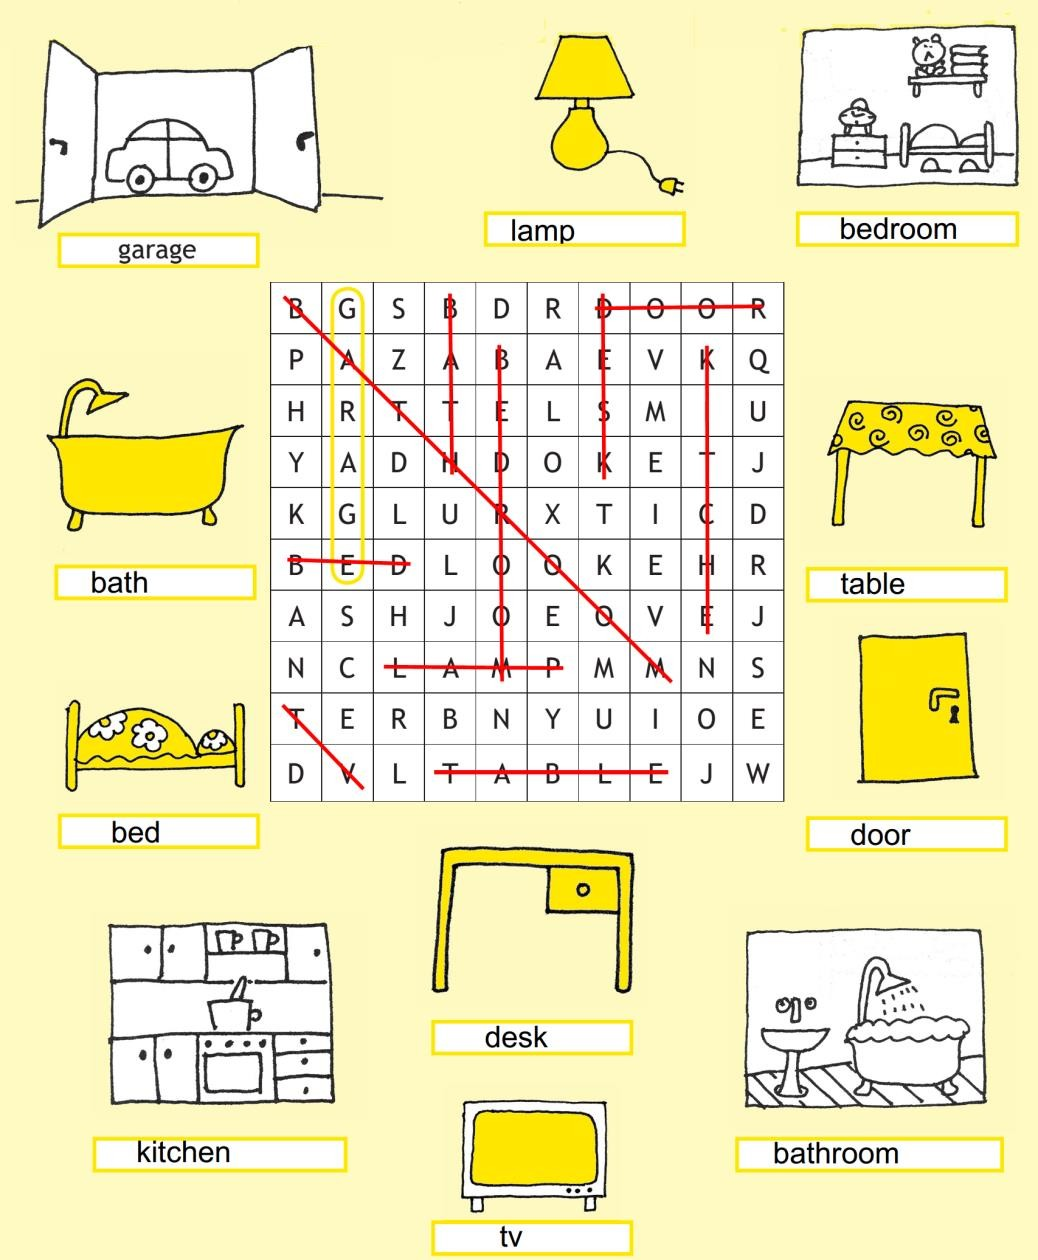 garage
lamp
bedroom
B G S B D R D O O R
P A Z A B A E V K Q
H R T T E L S M U
Y A D H D O K E T J
K G L U R X T I C D
B E D L O O K E H R
A S H J O E O V E J
N C L A M P M M N S
T E R B N Y U I O E
D V L T A B L E J W
bath
table
bed
door
desk
kitchen
bathroom
tv